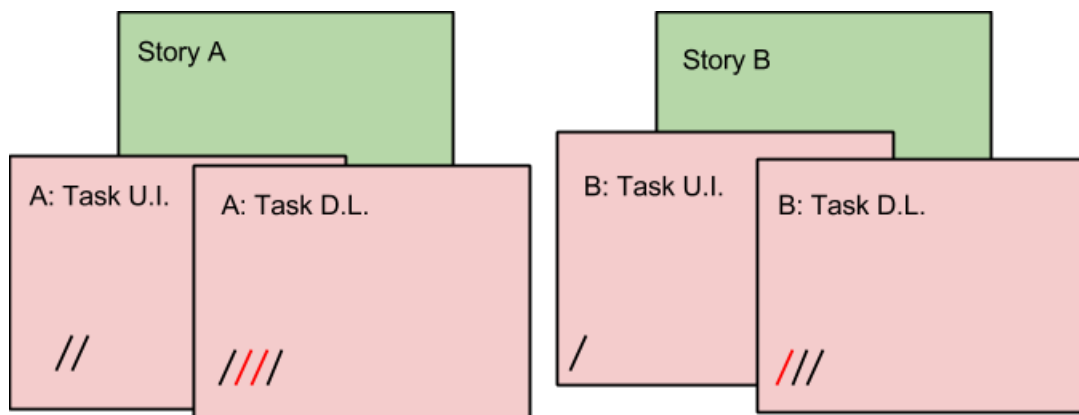 Story A
Story B
A: Task U.I.
A: Task D.L.
B: Task U.I.
B: Task D.L.
//
/////
/
///